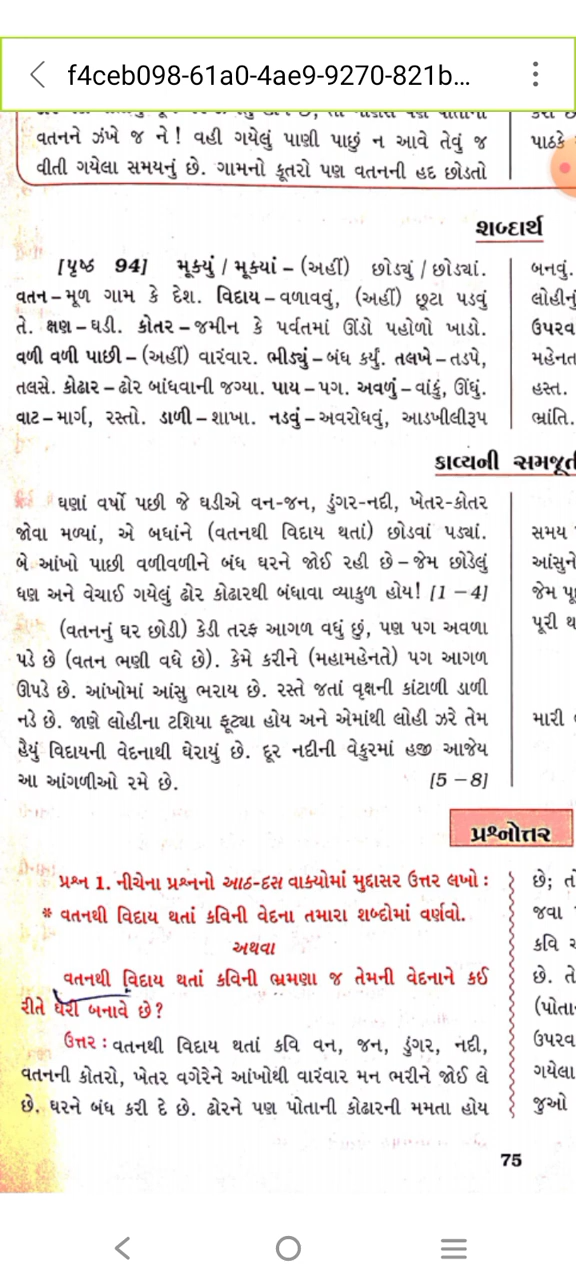 f4ceb098-61a0-4ae9-9270-821b...
વતનને ઝંખે જ ને! વહી ગયેલું પાણી પાછું ન આવે તેવું જ
વીતી ગયેલા સમયનું છે. ગામનો કૂતરો પણ વતનની હદ છોડતો
પાઠકે
શબ્દાર્થ
[પૃષ્ઠ 94] મૂક્યું / મૂક્યાં – (અહીં) છોડ્યું / છોડ્યાં.
વતન – મૂળ ગામ કે દેશ. વિદાય – વળાવવું, (અહીં) છૂટા પડવું
તે. ક્ષણ – ઘડી. કોતર – જમીન કે પર્વતમાં ઊંડો પહોળો ખાડો.
વળી વળી પાછી – (અહીં) વારંવાર. ભીડ્યું – બંધ કર્યું. તલખે – તડપે,
તલસે. કોઢાર – ઢોર બાંધવાની જગ્યા. પાય – પગ. અવળું – વાંકું, ઊંધું.
વાટ – માર્ગ, રસ્તો. ડાળી – શાખા. નડવું – અવરોધવું, આડખીલીરૂપ
બનવું.
લોહીનું
ઉપરવ
મહેનત
હસ્ત.
ભ્રાંતિ.
કાવ્યની સમજૂતી
ઘણાં વર્ષો પછી જે ઘડીએ વન-જન, ડુંગર-નદી, ખેતર-કોતર
જોવા મળ્યાં, એ બધાંને (વતનથી વિદાય થતાં) છોડવાં પડ્યાં.
બે આંખો પાછી વળીવળીને બંધ ઘરને જોઈ રહી છે – જેમ છોડેલું
ધણ અને વેચાઈ ગયેલું ઢોર કોઢારથી બંધાવા વ્યાકુળ હોય! [1 – 4]
(વતનનું ઘર છોડી) કેડી તરફ આગળ વધું છું, પણ પગ અવળા
પડે છે (વતન ભણી વધે છે). કેમે કરીને (મહામહેનતે) પગ આગળ
ઊપડે છે. આંખોમાં આંસુ ભરાય છે. રસ્તે જતાં વૃક્ષની કાંટાળી ડાળી
નડે છે. જાણે લોહીના ટશિયા ફૂટ્યા હોય અને એમાંથી લોહી ઝરે તેમ
હૈયું વિદાયની વેદનાથી ઘેરાયું છે. દૂર નદીની વેકુરમાં હજી આજેય
આ આંગળીઓ રમે છે. [5 – 8]
સમય
આંસુને
જેમ પૂ
પૂરી થ
મારી
પ્રશ્નોત્તર
પ્રશ્ન 1. નીચેના પ્રશ્નનો આઠ-દસ વાક્યોમાં મુદ્દાસર ઉત્તર લખો :
* વતનથી વિદાય થતાં કવિની વેદના તમારા શબ્દોમાં વર્ણવો.
અથવા
વતનથી વિદાય થતાં કવિની ભ્રમણા જ તેમની વેદનાને કઈ
રીતે ઘેરી બનાવે છે?
ઉત્તર : વતનથી વિદાય થતાં કવિ વન, જન, ડુંગર, નદી,
વતનની કોતરો, ખેતર વગેરેને આંખોથી વારંવાર મન ભરીને જોઈ લે
છે. ઘરને બંધ કરી દે છે. ઢોરને પણ પોતાની કોઢારની મમતા હોય
છે; તો
જવા
કવિ ર
છે. તે
(પોતા
ઉપરવ
ગયેલા
જુઓ
75